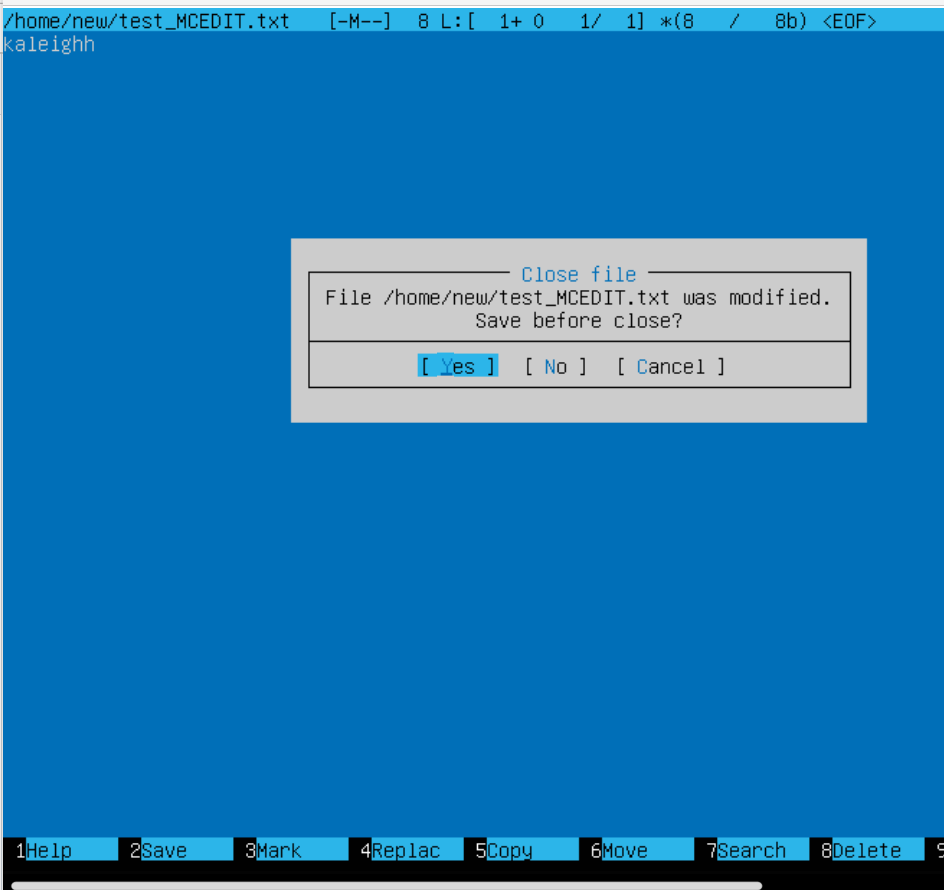 /home/new/test_MCEDIT.txt [-M--] 8 L:[ 1+ 0 1/ 1] *(8 / 8b) <EOF>
kaleighh
Close file
File /home/new/test_MCEDIT.txt was modified.
Save before close?
[ Yes ] [ No ] [ Cancel ]
1Help 2Save 3Mark 4Replac 5Copy 6Move 7Search 8Delete 9